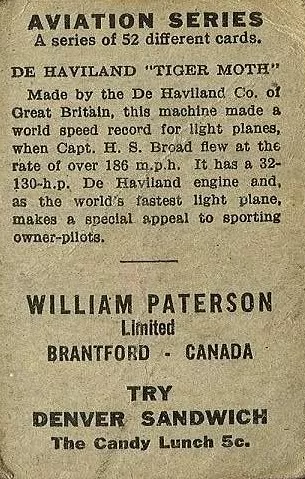 AVIATION SERIES
A series of 52 different cards.
DE HAVILAND "TIGER MOTH"
Made by the De Haviland Co. of
Great Britain, this machine made a
world speed record for light planes,
when Capt. H. S. Broad flew at the
rate of over 186 m.p.h. It has a 32-
130-h.p. De Haviland engine and,
as the world's fastest light plane,
makes a special appeal to sporting
owner-pilots.
WILLIAM PATERSON
Limited
BRANTFORD - CANADA
TRY
DENVER SANDWICH
The Candy Lunch 5c.